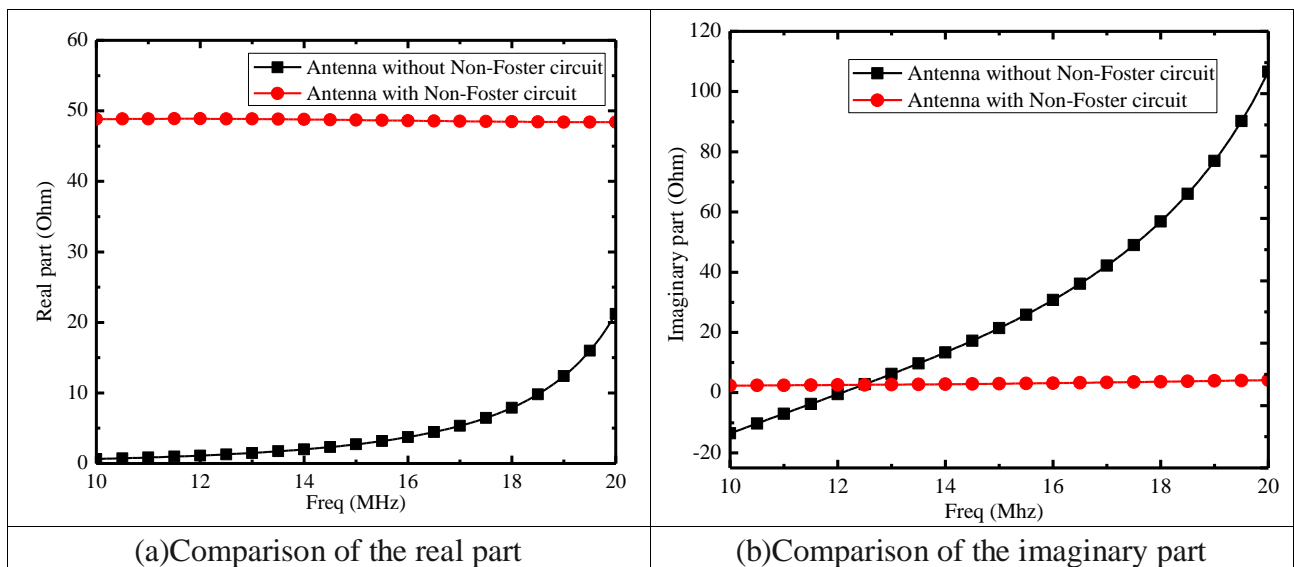 60
50
40
30
20
10
0
Real part (Ohm)
Antenna without Non-Foster circuit
Antenna with Non-Foster circuit
10 12 14 16 18 20
Freq (MHz)
120
100
80
60
40
20
0
-20
Imaginary part (Ohm)
Antenna without Non-Foster circuit
Antenna with Non-Foster circuit
10 12 14 16 18 20
Freq (Mhz)
(a)Comparison of the real part
(b)Comparison of the imaginary part